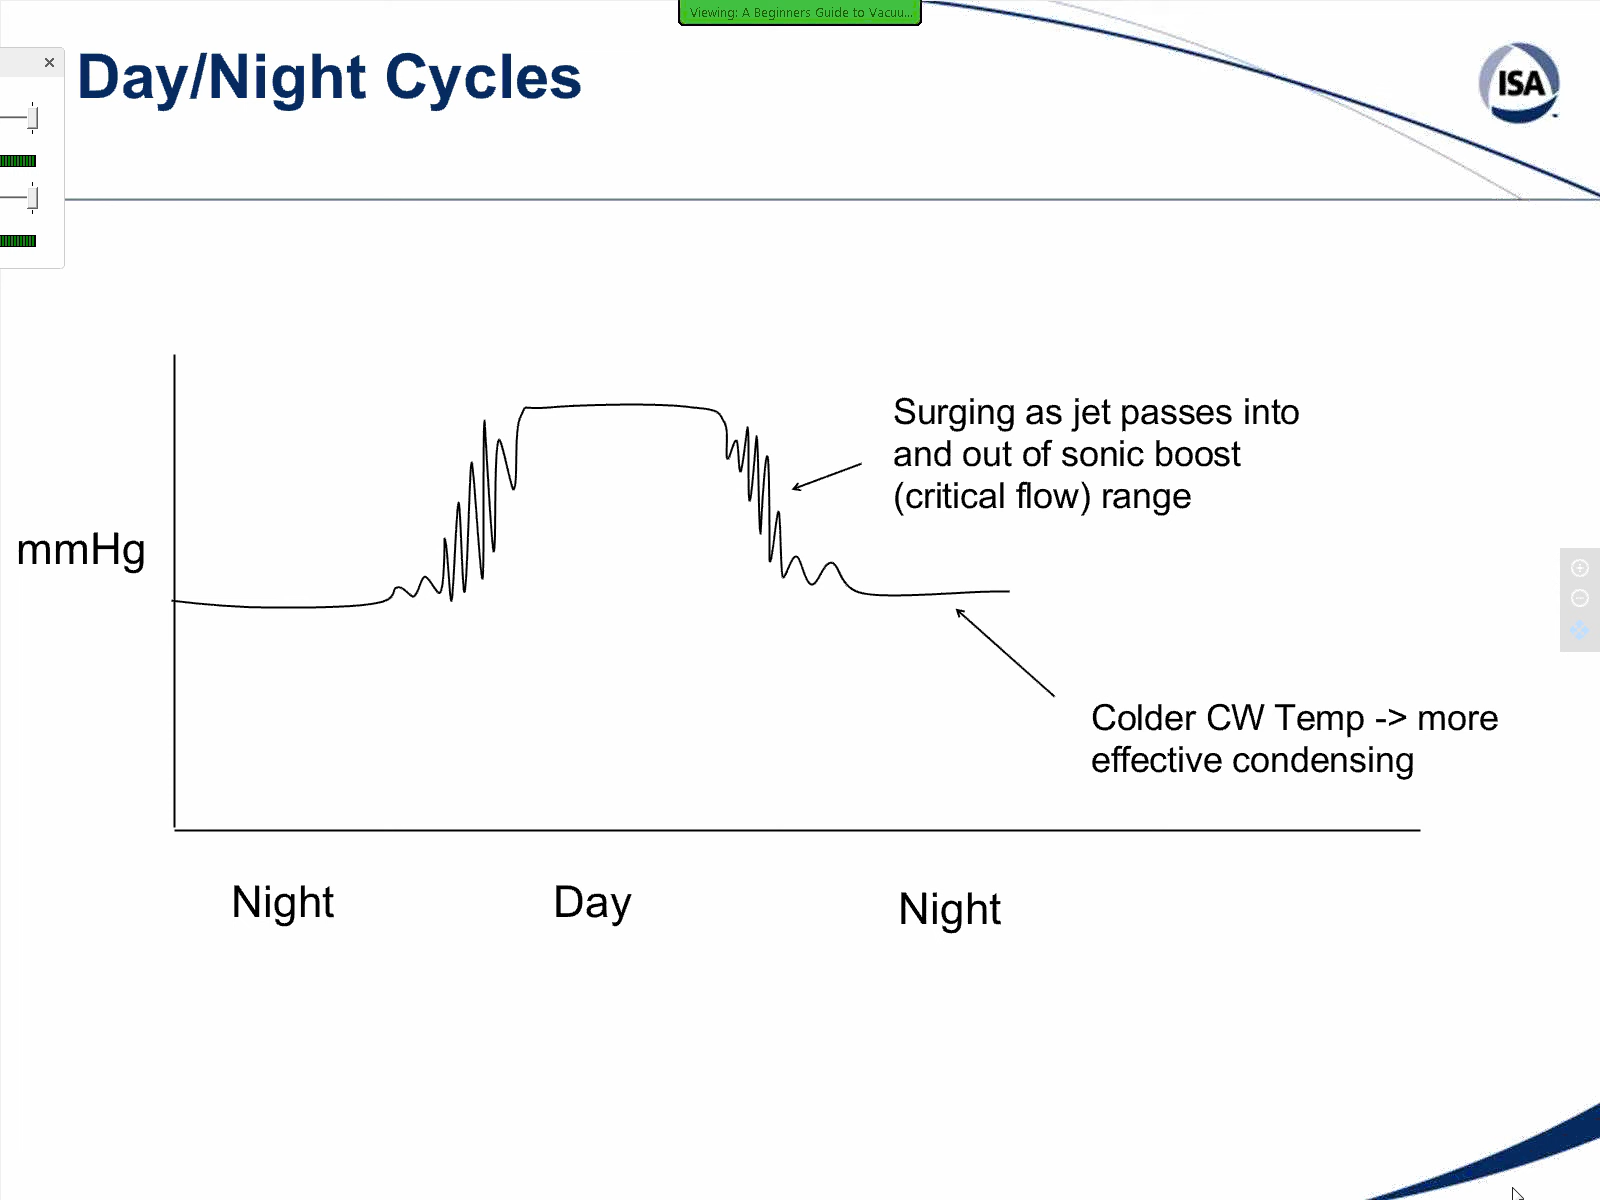 Viewing: A Beginners Guide to Vacuu...
Day/Night Cycles
ISA
Surging as jet passes into
and out of sonic boost
(critical flow) range
mmHg
Colder CW Temp -> more
effective condensing
Night
Day
Night